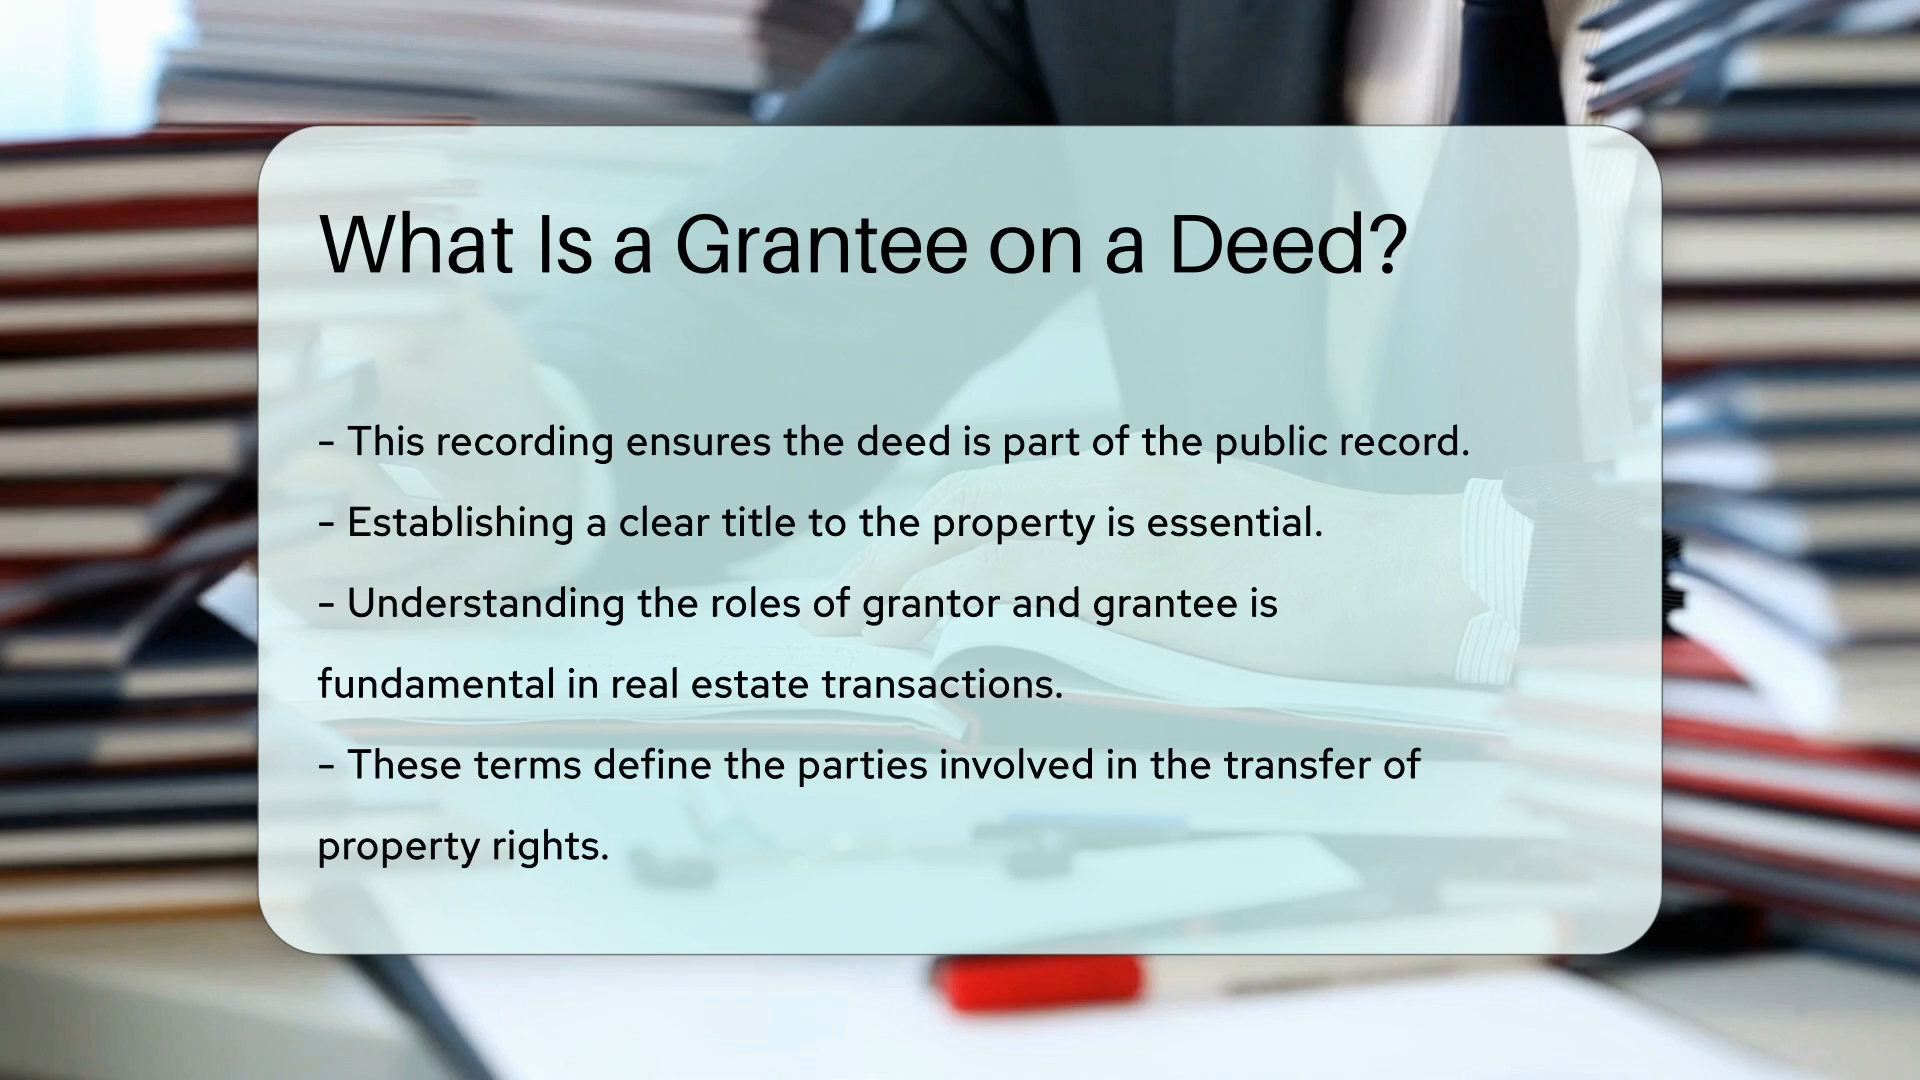 What Is a Grantee on a Deed?
- This recording ensures the deed is part of the public record.
- Establishing a clear title to the property is essential.
- Understanding the roles of grantor and grantee is
fundamental in real estate transactions.
- These terms define the parties involved in the transfer of
property rights.